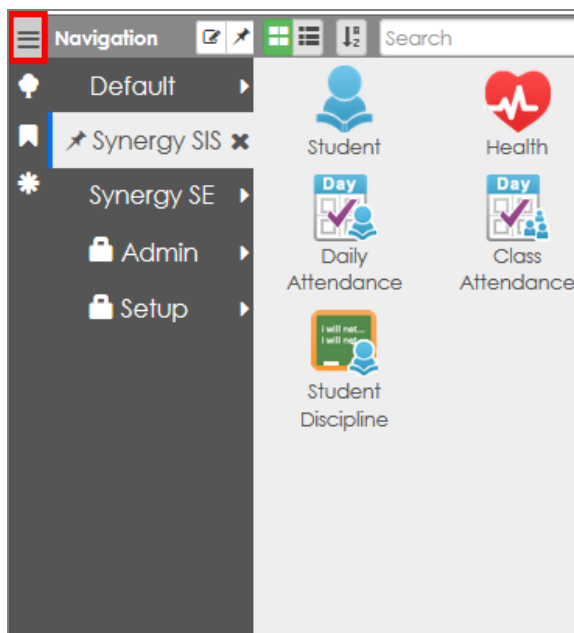 Navigation
Search
Default
Synergy SIS
Synergy SE
Admin
Setup
Student
Health
Day
Daily
Attendance
Day
Class
Attendance
I will not...
I will not...
Student
Discipline